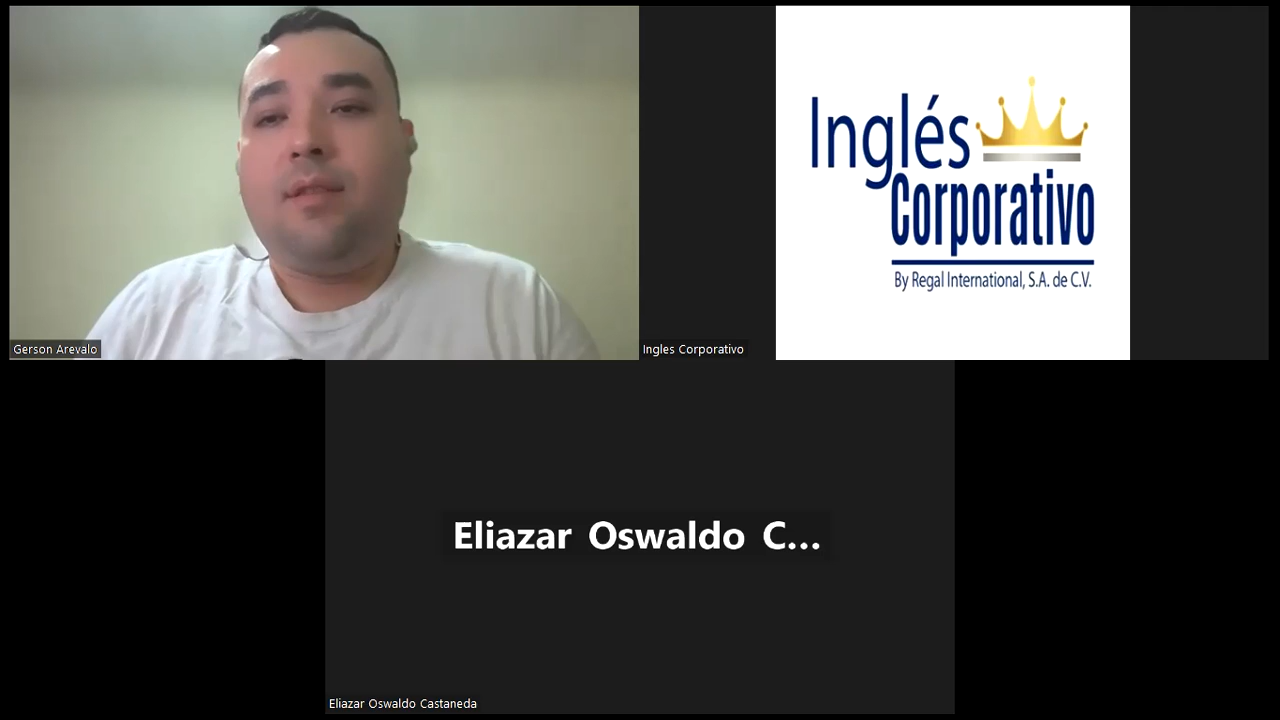 Inglés
Corporativo
By Regal International, S.A. de C.V.
Gerson Arevalo
Ingles Corporativo
Eliazar Oswaldo C...
Eliazar Oswaldo Castaneda